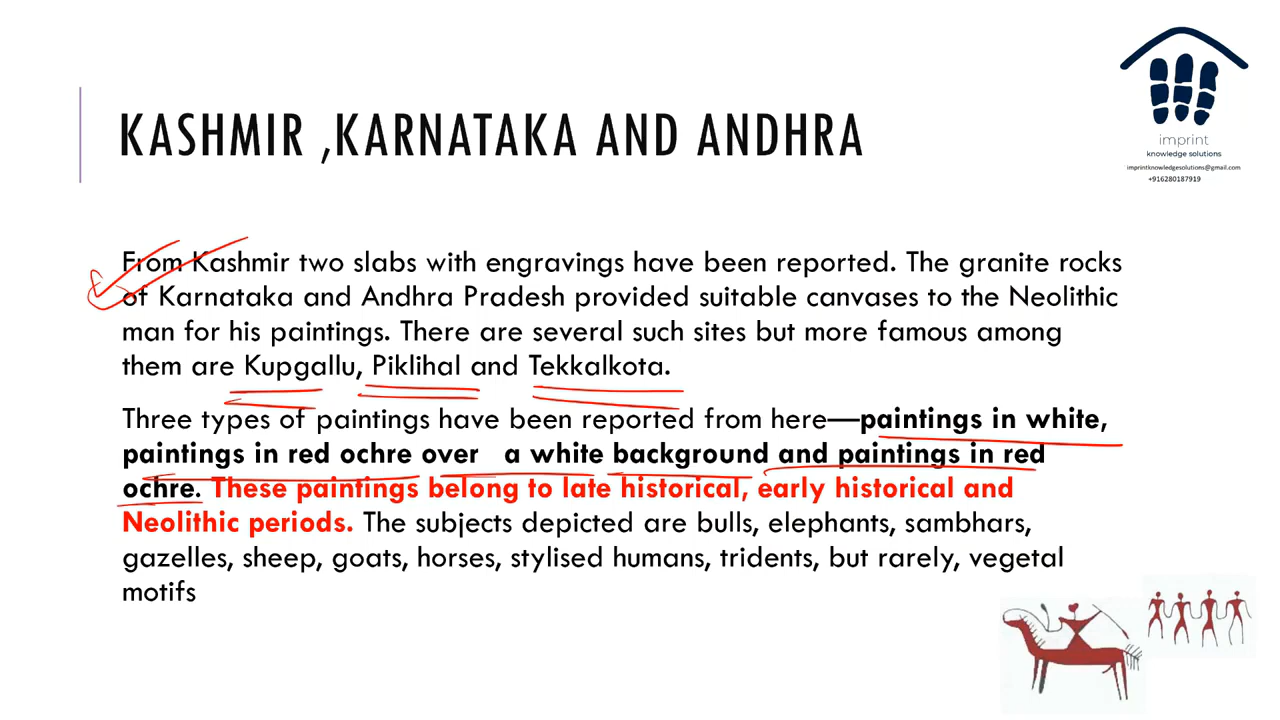 imprint
knowledge solutions
imprintknowledgesolutions@gmail.com
+916280187919
KASHMIR ,KARNATAKA AND ANDHRA
From Kashmir two slabs with engravings have been reported. The granite rocks
of Karnataka and Andhra Pradesh provided suitable canvases to the Neolithic
man for his paintings. There are several such sites but more famous among
them are Kupgallu, Piklihal and Tekkalkota.
Three types of paintings have been reported from here—paintings in white,
paintings in red ochre over a white background and paintings in red
ochre. These paintings belong to late historical, early historical and
Neolithic periods. The subjects depicted are bulls, elephants, sambhars,
gazelles, sheep, goats, horses, stylised humans, tridents, but rarely, vegetal
motifs